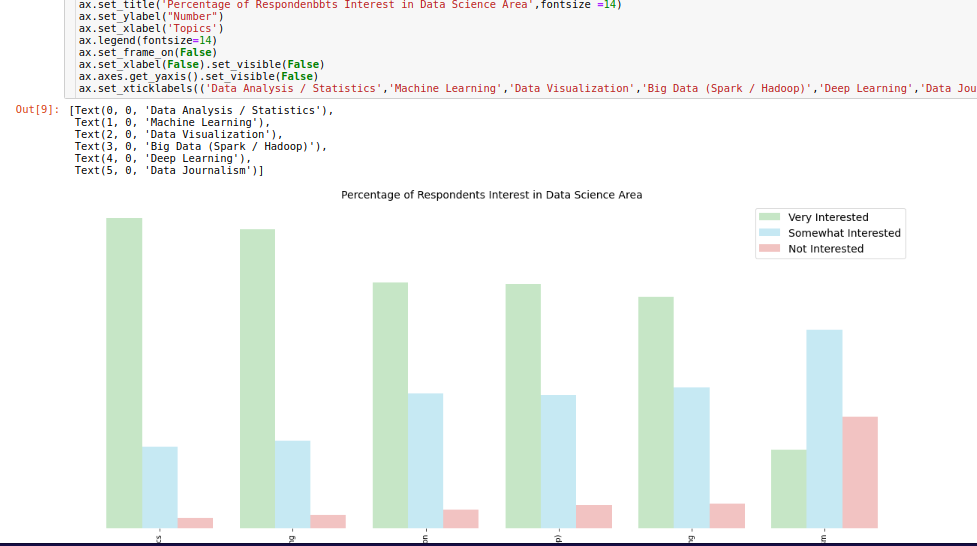 ax.set_title('Percentage of Respondenbbts Interest in Data Science Area',fontsize =14)
ax.set_ylabel("Number")
ax.set_xlabel('Topics')
ax.legend(fontsize=14)
ax.set_frame_on(False)
ax.set_xlabel(False).set_visible(False)
ax.axes.get_yaxis().set_visible(False)
ax.set_xticklabels(('Data Analysis / Statistics','Machine Learning','Data Visualization','Big Data (Spark / Hadoop)','Deep Learning','Data Jou
Out[9]: [Text(0, 0, 'Data Analysis / Statistics'),
Text(1, 0, 'Machine Learning'),
Text(2, 0, 'Data Visualization'),
Text(3, 0, 'Big Data (Spark / Hadoop)'),
Text(4, 0, 'Deep Learning'),
Text(5, 0, 'Data Journalism')]
Percentage of Respondents Interest in Data Science Area
Very Interested
Somewhat Interested
Not Interested